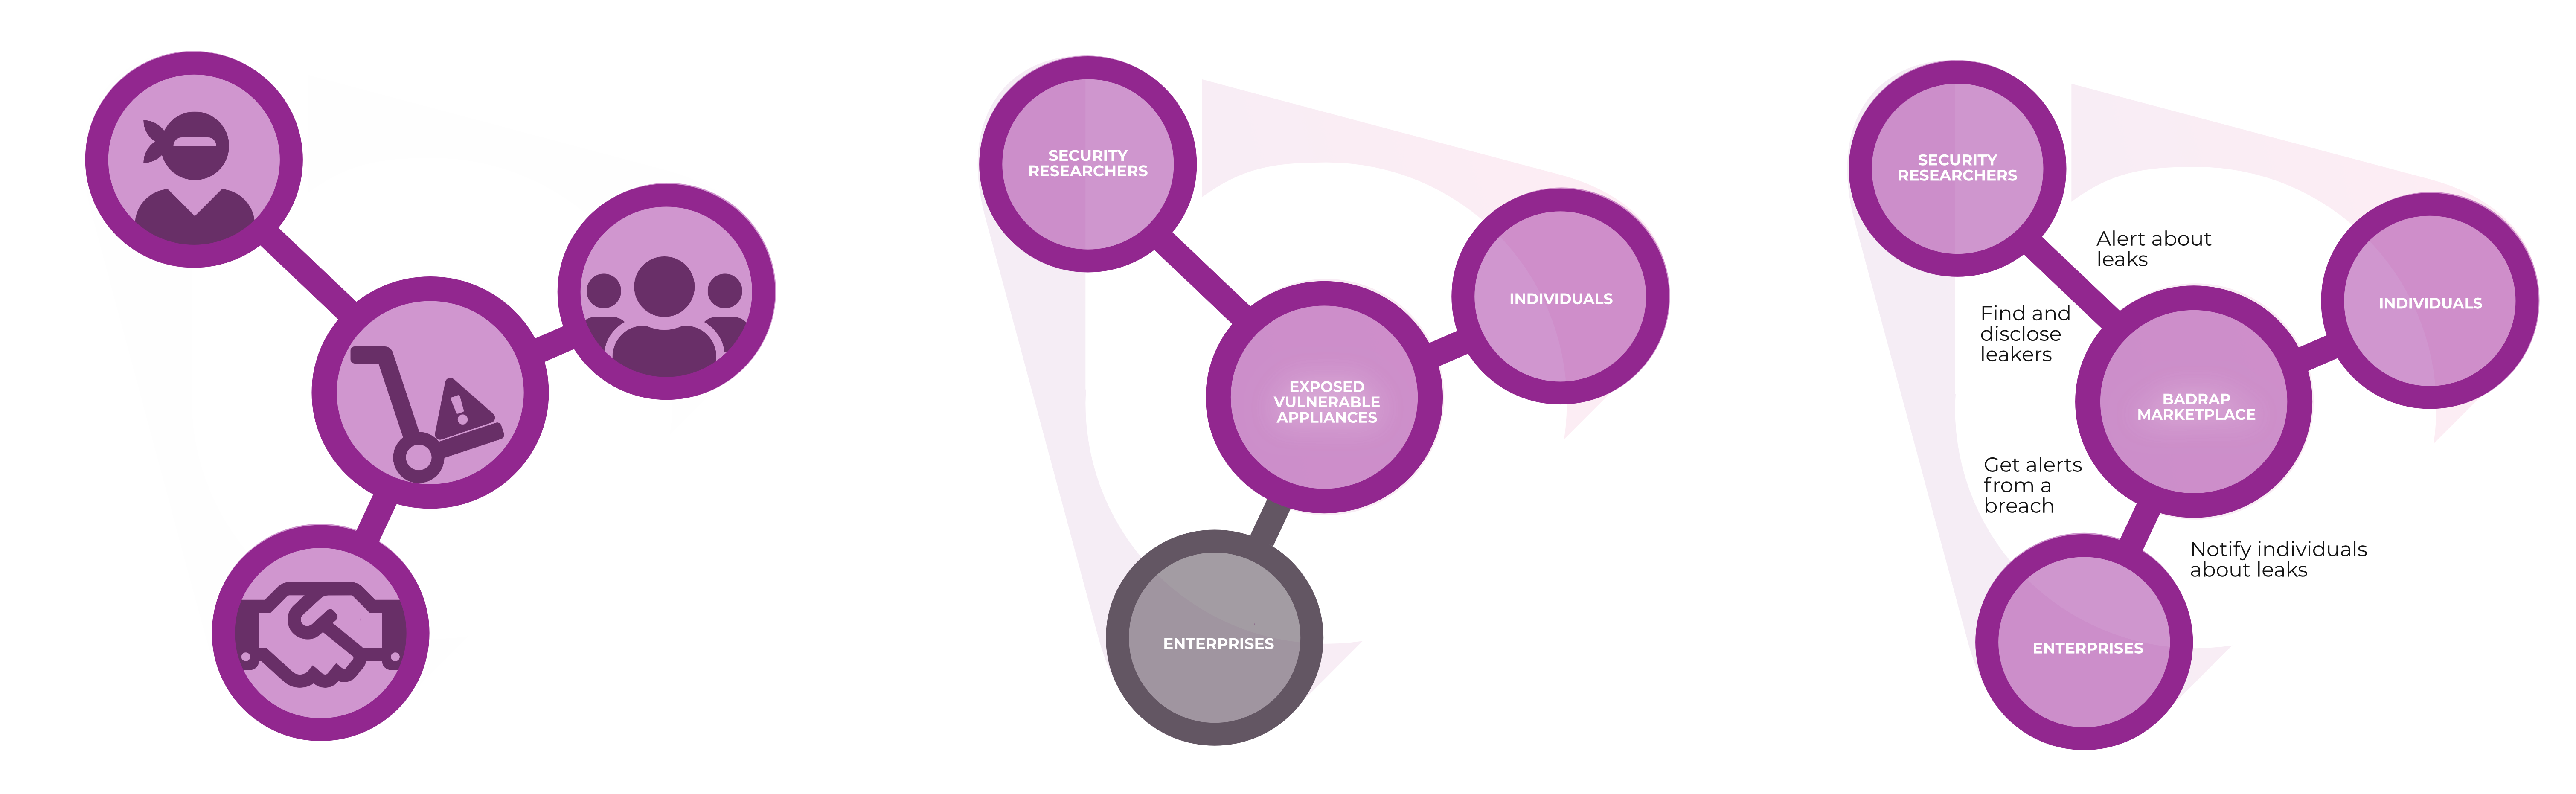 SECURITY
RESEARCHERS
INDIVIDUALS
EXPOSED
VULNERABLE
APPLIANCES
ENTERPRISES
SECURITY
RESEARCHERS
Alert about
leaks
Find and
disclose
leakers
INDIVIDUALS
BADRAP
MARKETPLACE
Get alerts
from a
breach
Notify individuals
about leaks
ENTERPRISES